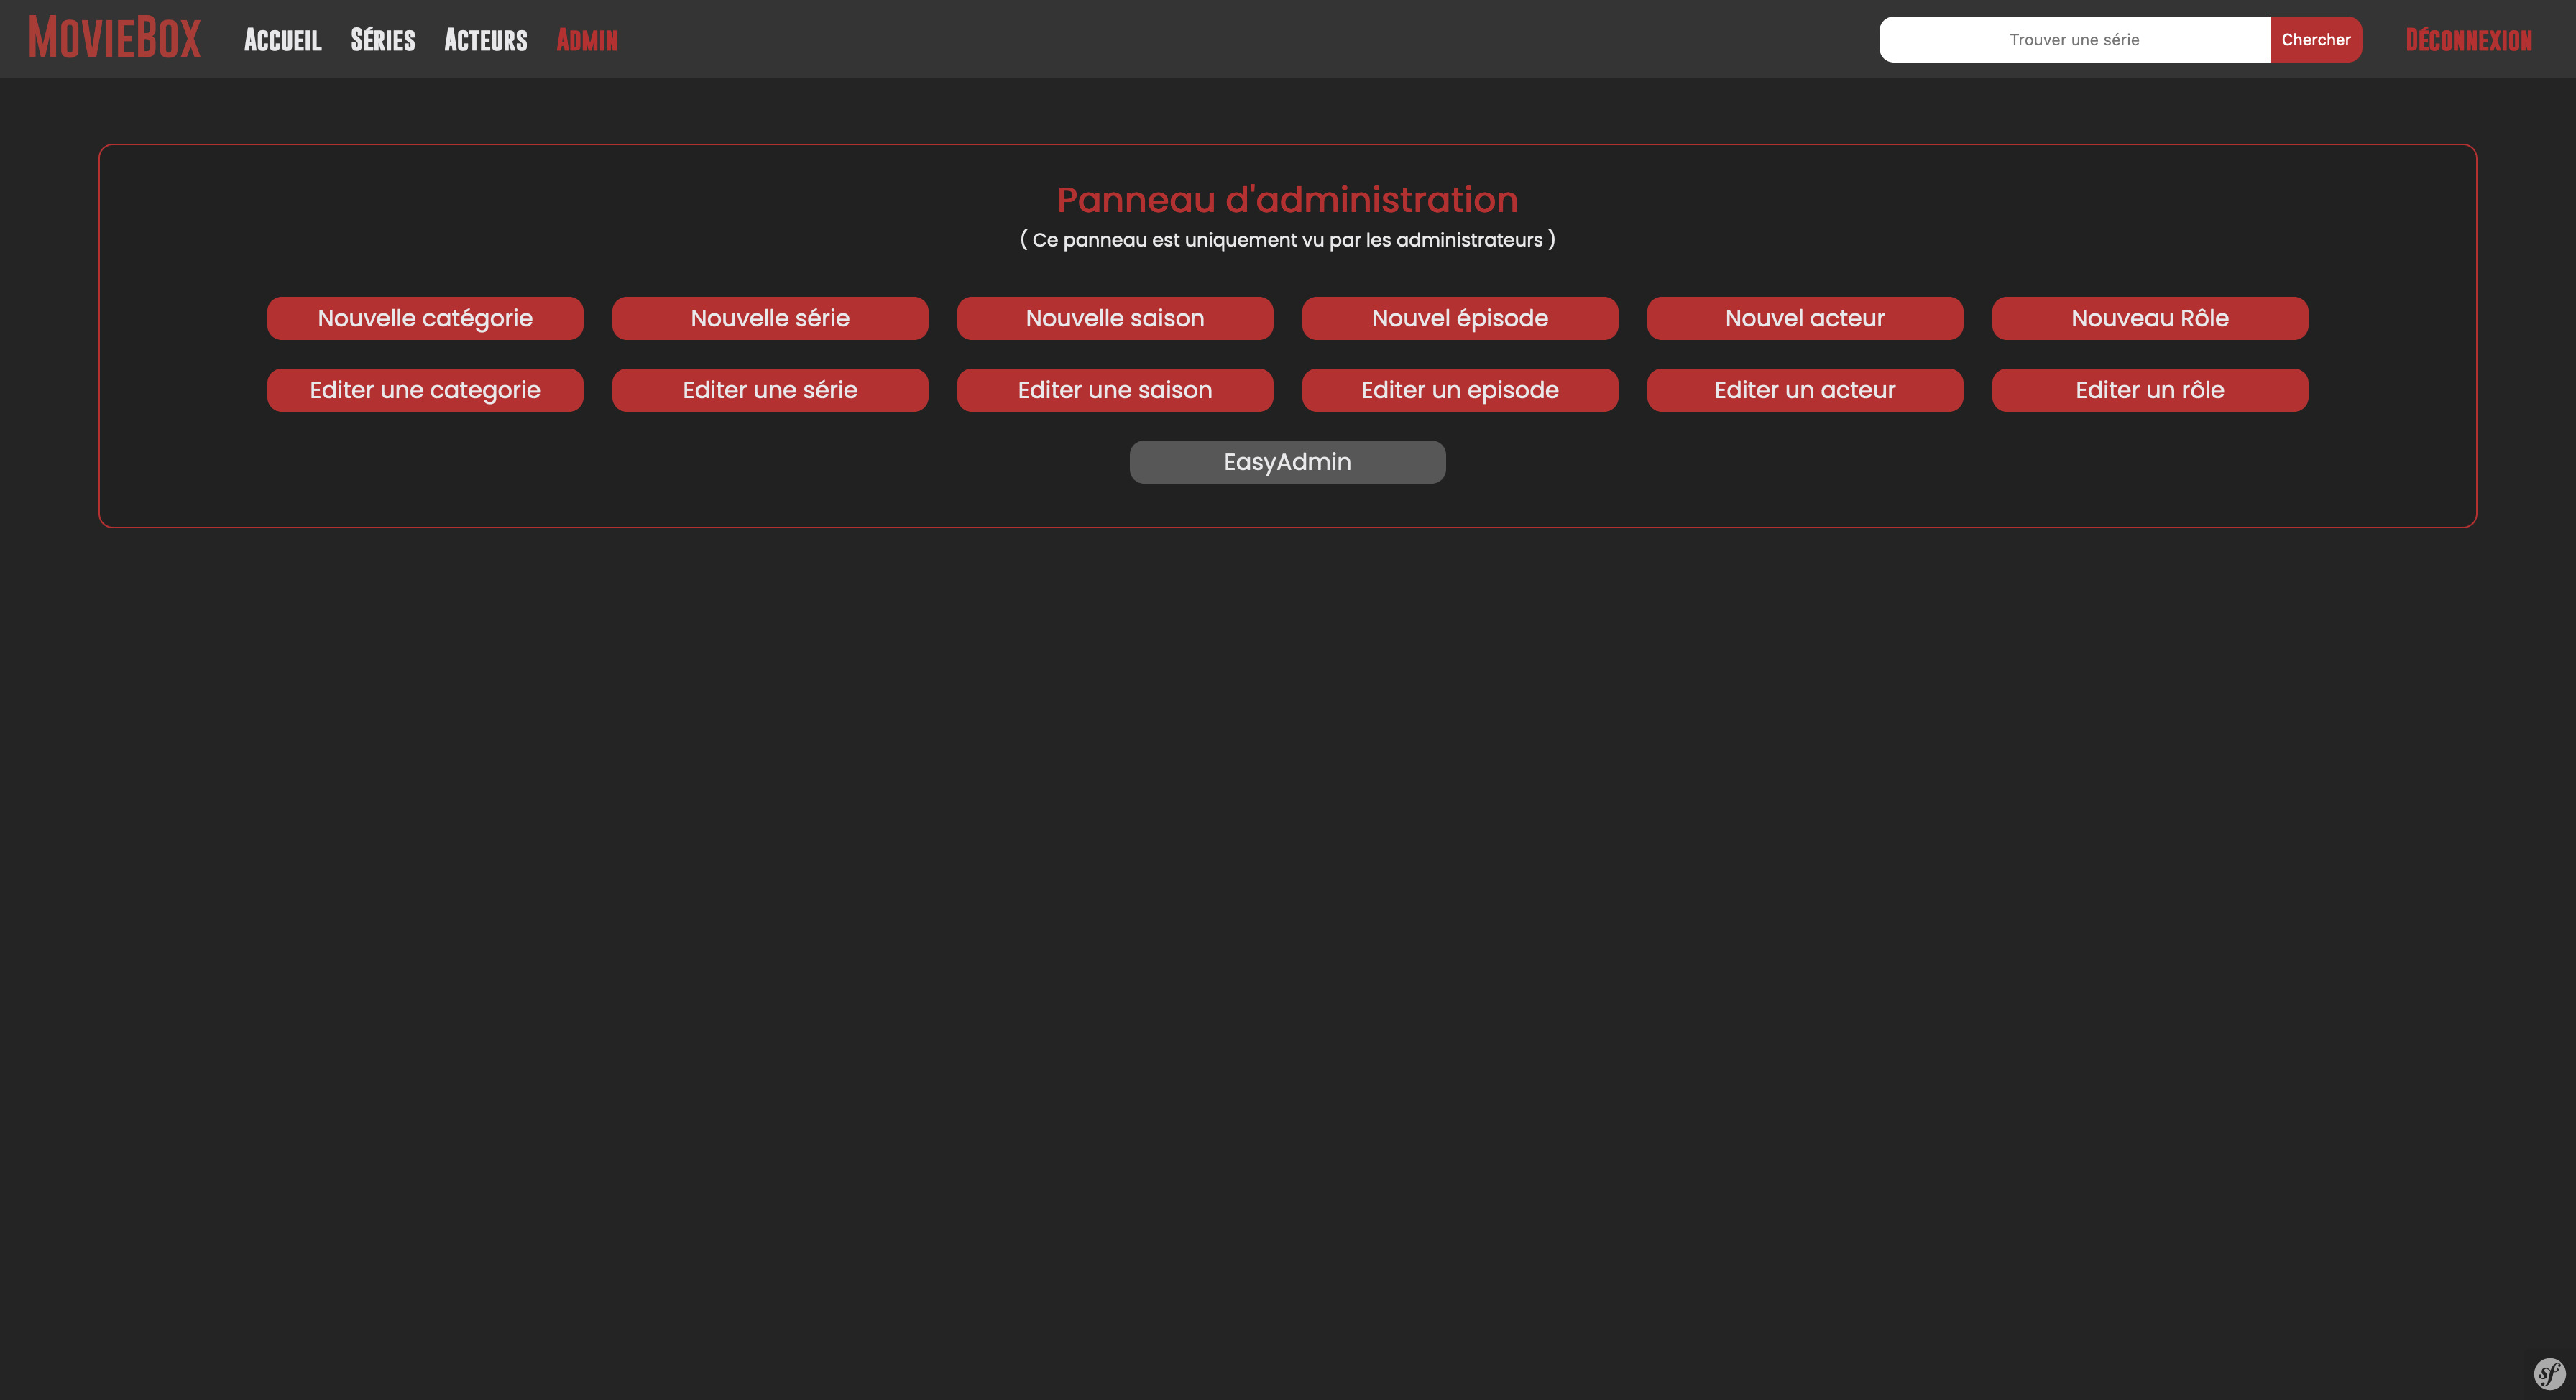 MovieBox Accueil Séries Acteurs Admin Trouver une série Chercher Déconnexion
Panneau d'administration
( Ce panneau est uniquement vu par les administrateurs )
Nouvelle catégorie Nouvelle série Nouvelle saison Nouvel épisode Nouvel acteur Nouveau Rôle
Editer une categorie Editer une série Editer une saison Editer un episode Editer un acteur Editer un rôle
EasyAdmin
sf